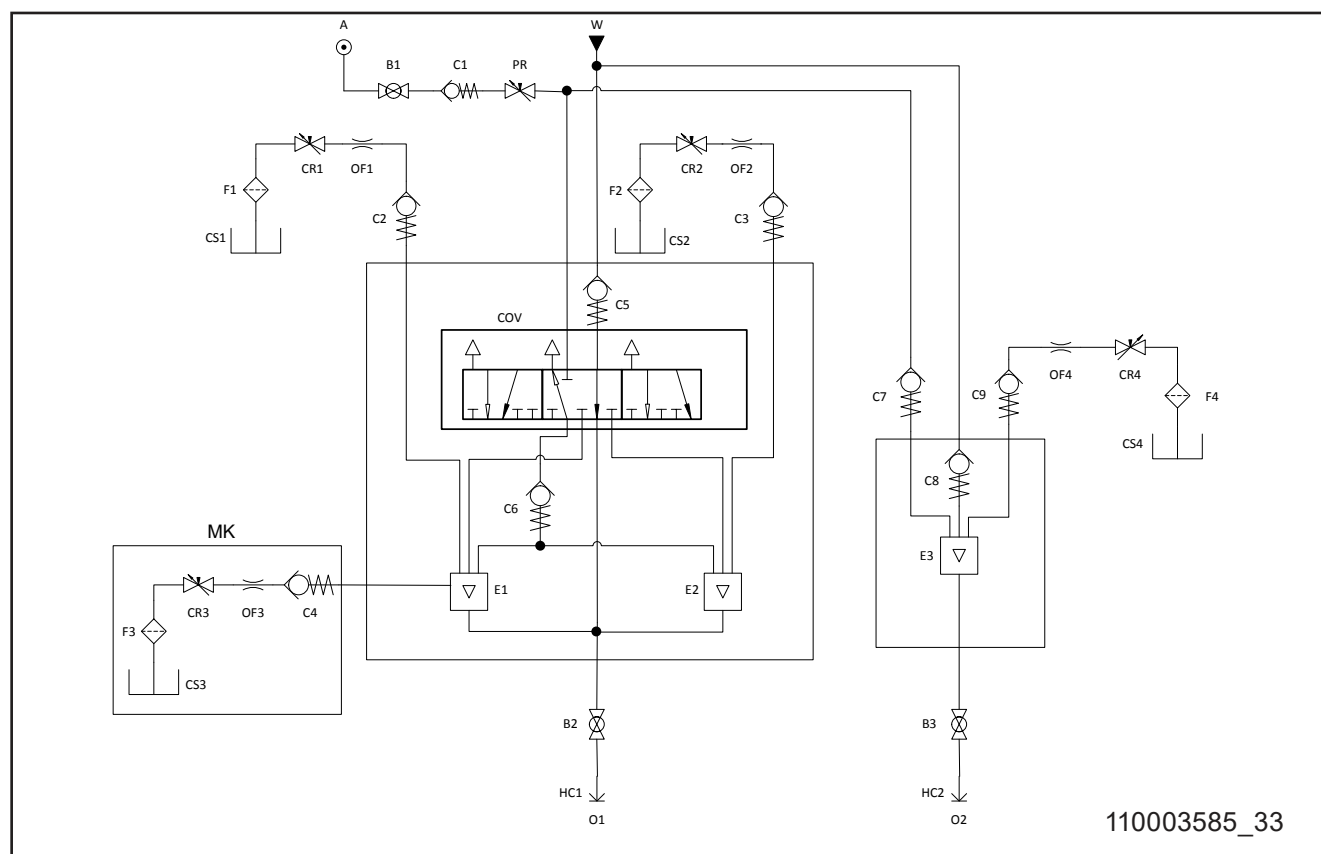 A
W
B1
C1
PR
CR1
OF1
CR2
OF2
F1
C2
F2
C3
CS1
CS2
C5
COV
OF4
CR4
C7
C9
F4
CS4
C8
C6
MK
E3
E1
E2
CR3
OF3
C4
F3
CS3
B2
B3
HC1
HC2
O1
O2
110003585_33